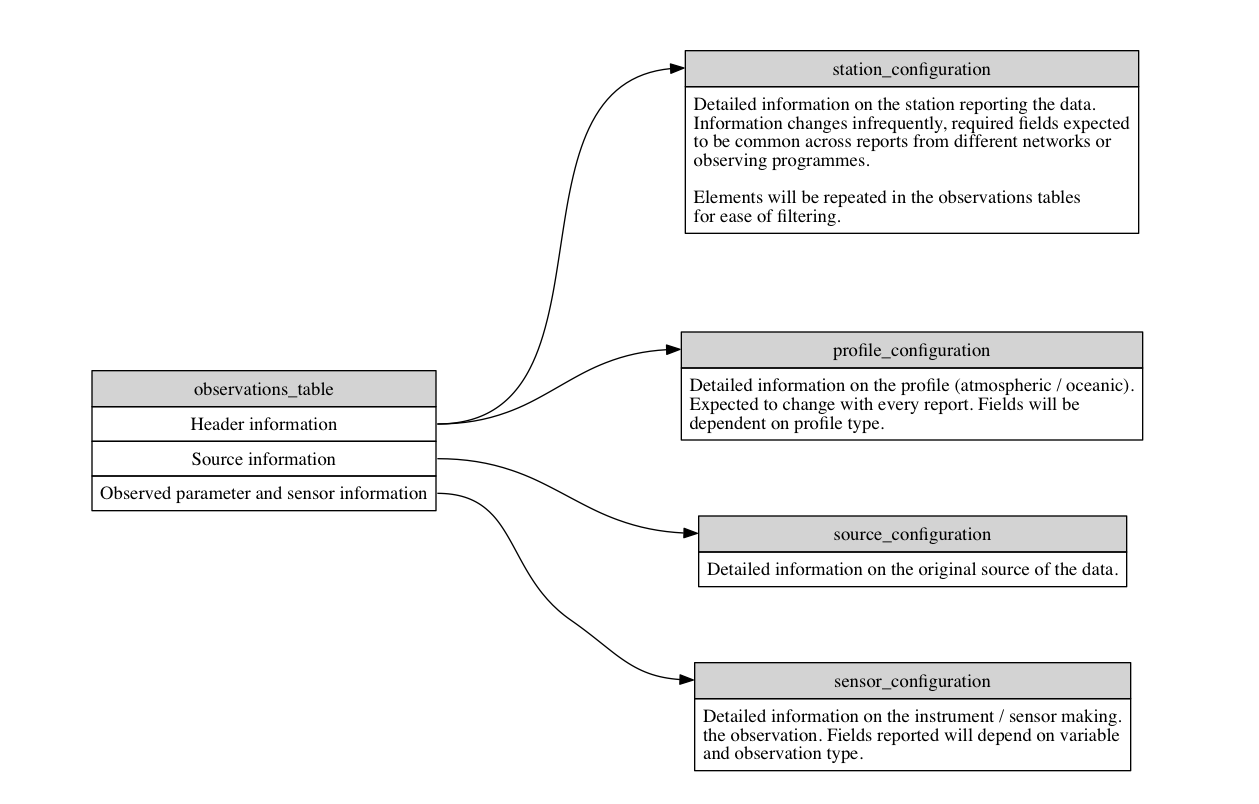 station_configuration
Detailed information on the station reporting the data.
Information changes infrequently, required fields expected
to be common across reports from different networks or
observing programmes.
Elements will be repeated in the observations tables
for ease of filtering.
profile_configuration
Detailed information on the profile (atmospheric / oceanic).
Expected to change with every report. Fields will be
dependent on profile type.
observations_table
Header information
Source information
Observed parameter and sensor information
source_configuration
Detailed information on the original source of the data.
sensor_configuration
Detailed information on the instrument / sensor making.
the observation. Fields reported will depend on variable
and observation type.